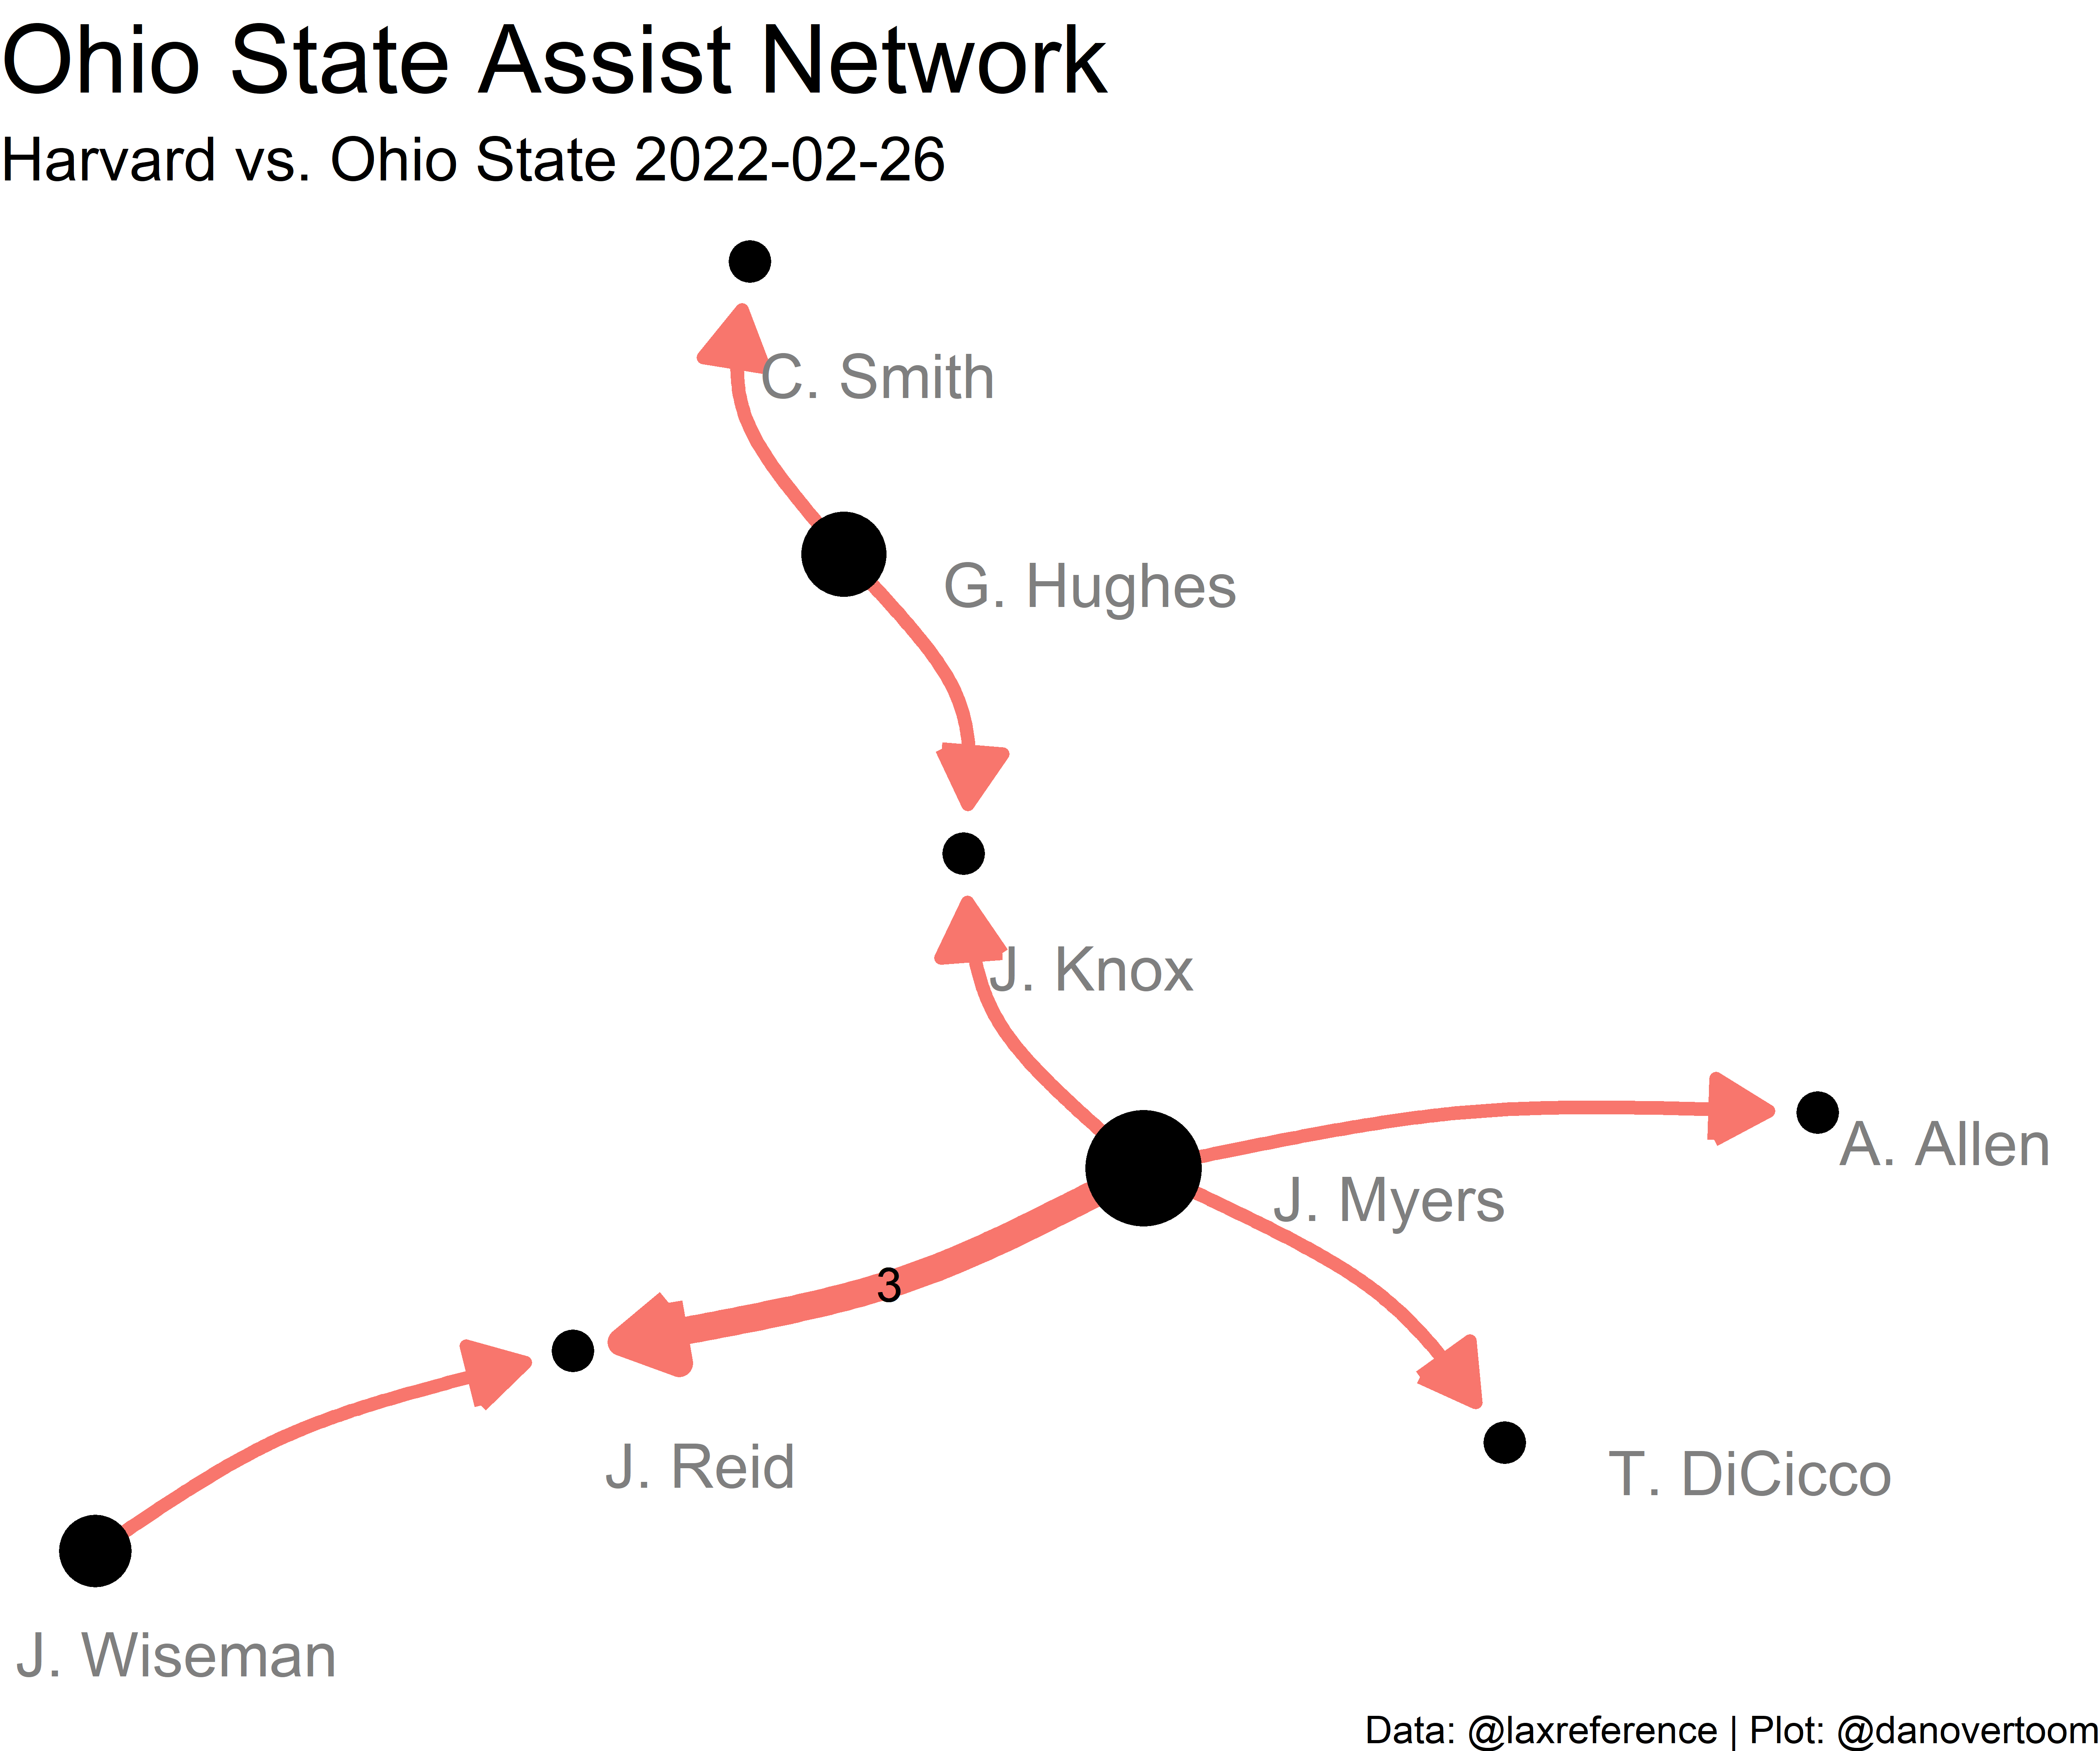 Ohio State Assist Network
Harvard vs. Ohio State 2022-02-26
C. Smith
G. Hughes
J. Knox
A. Allen
J. Myers
3
J. Reid
T. DiCicco
J. Wiseman
Data: @laxreference | Plot: @danovertoom